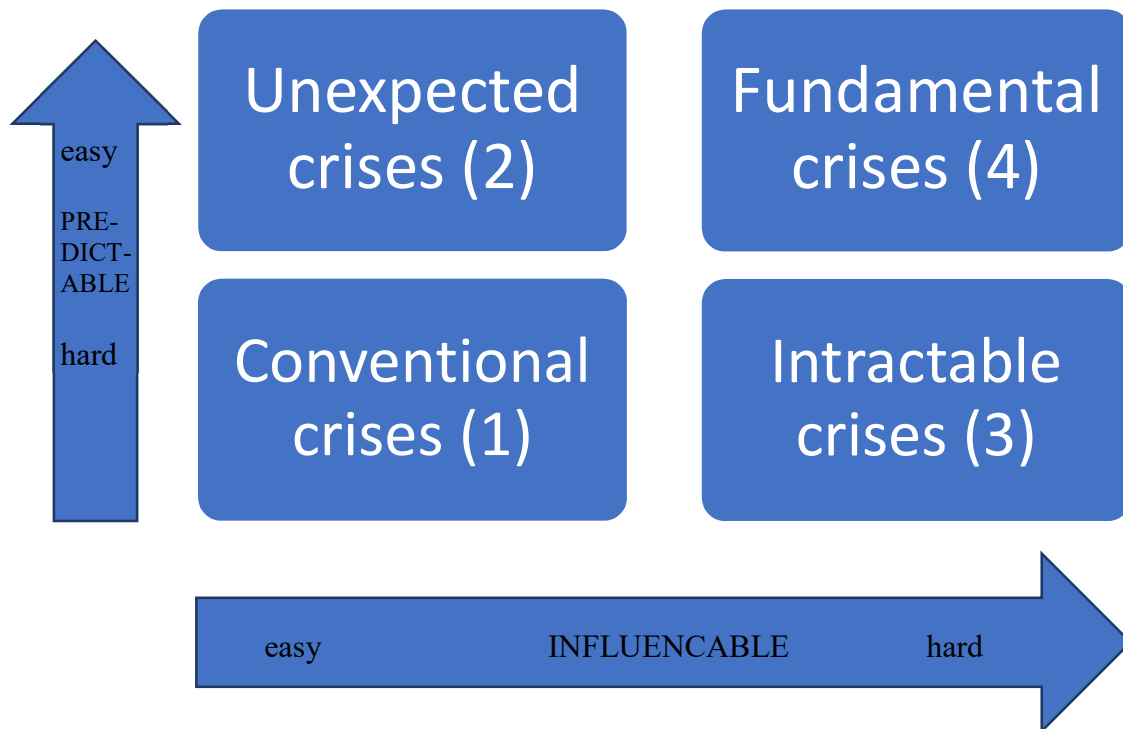 easy
PRE-
DICT-
ABLE
hard
Unexpected
crises (2)
Fundamental
crises (4)
Conventional
crises (1)
Intractable
crises (3)
easy INFLUENCABLE hard